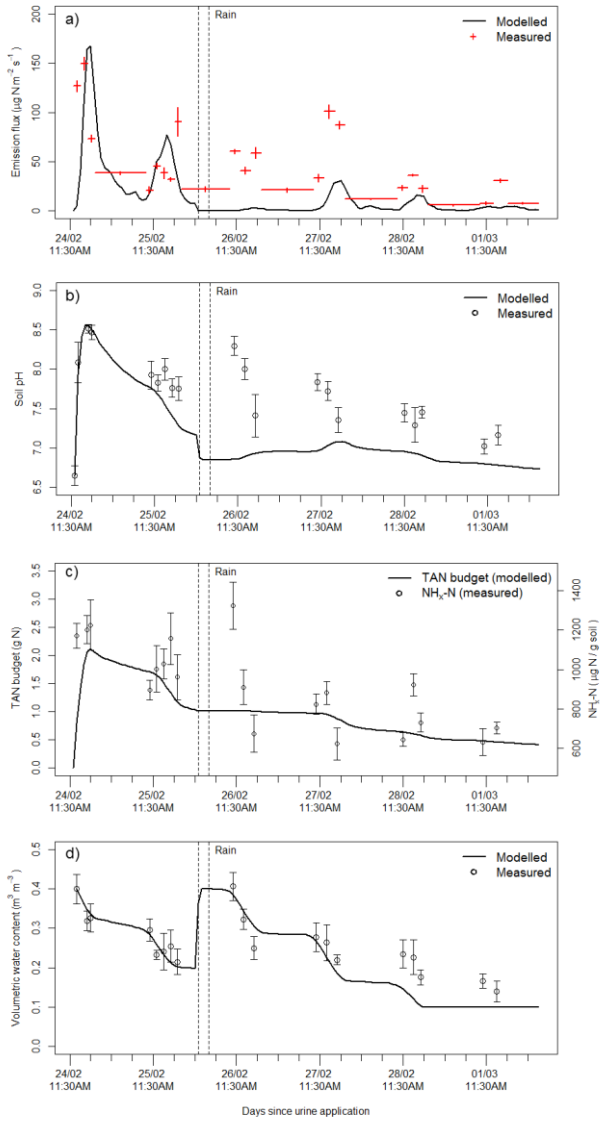 a)
Rain
Modelled
Measured
Emission flux (µg N m⁻² s⁻¹)
200
150
100
50
0
24/02 25/02 26/02 27/02 28/02 01/03
11:30AM 11:30AM 11:30AM 11:30AM 11:30AM 11:30AM
b)
Rain
Modelled
Measured
Soil pH
9.0
8.5
8.0
7.5
7.0
6.5
24/02 25/02 26/02 27/02 28/02 01/03
11:30AM 11:30AM 11:30AM 11:30AM 11:30AM 11:30AM
c)
Rain
TAN budget (modelled)
NHₓ-N (measured)
TAN budget (g N)
3.5
3.0
2.5
2.0
1.5
1.0
0.5
0.0
1400
1200
1000
800
600
NHₓ-N (µg N / g soil)
24/02 25/02 26/02 27/02 28/02 01/03
11:30AM 11:30AM 11:30AM 11:30AM 11:30AM 11:30AM
d)
Rain
Modelled
Measured
Volumetric water content (m³ m⁻³)
0.5
0.4
0.3
0.2
0.1
0.0
24/02 25/02 26/02 27/02 28/02 01/03
11:30AM 11:30AM 11:30AM 11:30AM 11:30AM 11:30AM
Days since urine application